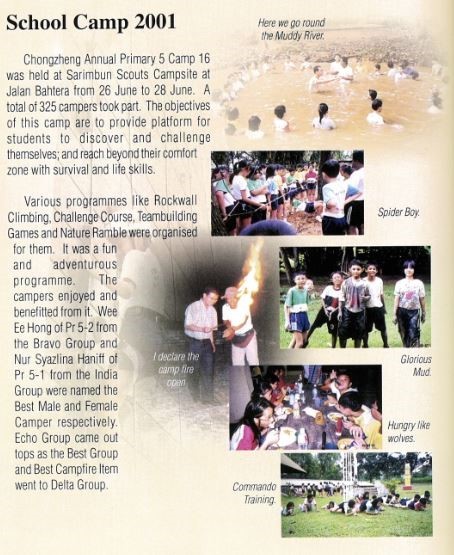 School Camp 2001
Chongzheng Annual Primary 5 Camp 16
was held at Sarimbun Scouts Campsite at
Jalan Bahtera from 26 June to 28 June. A
total of 325 campers took part. The objectives
of this camp are to provide platform for
students to discover and challenge
themselves; and reach beyond their comfort
zone with survival and life skills.
Various programmes like Rockwall
Climbing, Challenge Course, Teambuilding
Games and Nature Ramble were organised
for them. It was a fun
and adventurous
programme. The
campers enjoyed and
benefitted from it. Wee
Ee Hong of Pr 5-2 from
the Bravo Group and
Nur Syazlina Haniff of
Pr 5-1 from the India
Group were named the
Best Male and Female
Camper respectively.
Echo Group came out
tops as the Best Group
and Best Campfire Item
went to Delta Group.
Here we go round
the Muddy River.
Spider Boy.
I declare the
camp fire
open
Glorious
Mud.
Hungry like
wolves.
Commando
Training.